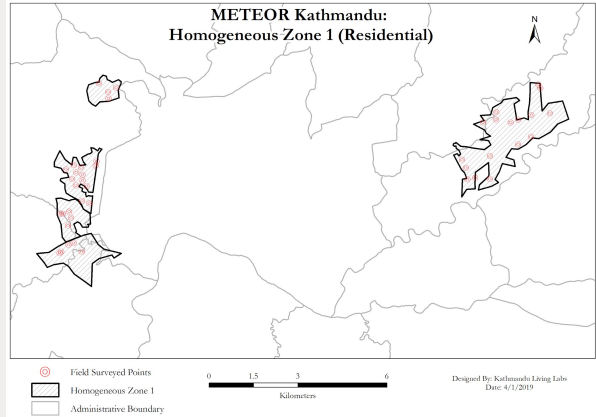 METEOR Kathmandu:
Homogeneous Zone 1 (Residential)
N
Field Surveyed Points
Homogeneous Zone 1
Administrative Boundary
0 1.5 3 6
Kilometers
Designed By: Kathmandu Living Labs
Date: 4/1/2019